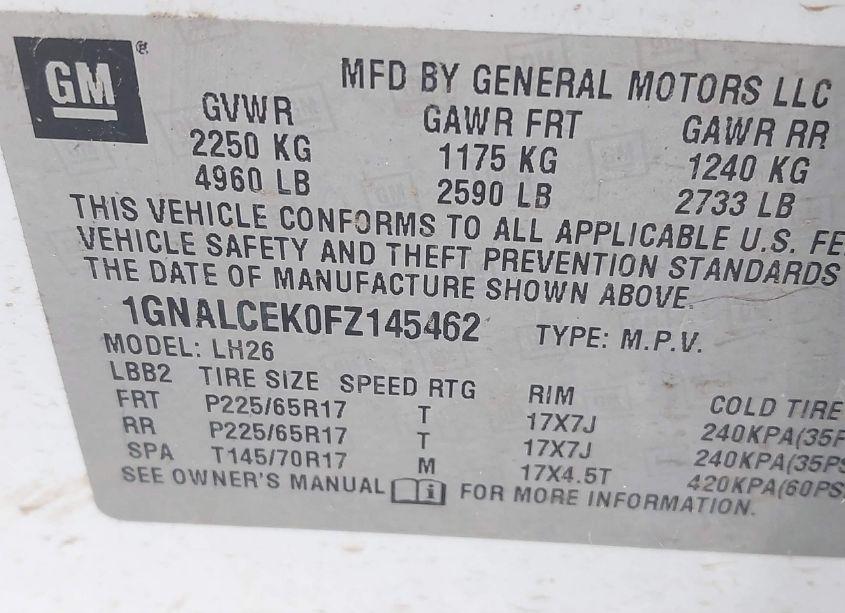 GM ®
MFD BY GENERAL MOTORS LLC
GVWR GAWR FRT GAWR RR
2250 KG 1175 KG 1240 KG
4960 LB 2590 LB 2733 LB
THIS VEHICLE CONFORMS TO ALL APPLICABLE U.S. FE
VEHICLE SAFETY AND THEFT PREVENTION STANDARDS
THE DATE OF MANUFACTURE SHOWN ABOVE.
1GNALCEK0FZ145462 TYPE: M.P.V.
MODEL: LH26
LBB2 TIRE SIZE SPEED RTG RIM COLD TIRE
FRT P225/65R17 T 17X7J 240KPA(35P
RR P225/65R17 T 17X7J 240KPA(35PS
SPA T145/70R17 M 17X4.5T 420KPA(60PS
SEE OWNER'S MANUAL i FOR MORE INFORMATION.